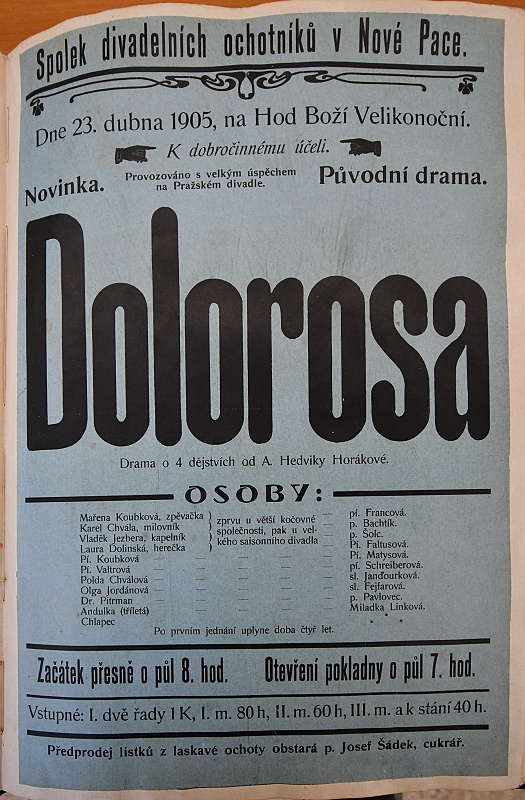 Spolek divadelních ochotníků v Nové Pace.
Dne 23. dubna 1905, na Hod Boží Velikonoční.
K dobročinnému účeli.
Novinka. Provozováno s velkým úspěchem na Pražském divadle. Původní drama.
Dolorosa
Drama o 4 dějstvích od A. Hedviky Horákové.
OSOBY:
Mařena Koubková, zpěvačka
Karel Chvála, milovník
Vladék Jezbera, kapelník
Laura Dolinská, herečka
zprvu u větší kočovné
společnosti, pak u vel-
kého saisonního divadla
Pí. Koubková
Pí. Valtrová
Polda Chválová
Olga Jordánová
Dr. Pitrman
Andulka (tříletá)
Chlapec
pí. Francová.
p. Bachtík.
p. Šolc.
Pí. Faltusová.
Pí. Matysová.
pí. Schreiberová.
sl. Janďourková.
sl. Fejfarová.
p. Pavlovec.
Miladka Linková.
* * *
Po prvním jednání uplyne doba čtyř let.
Začátek přesně o půl 8. hod. Otevření pokladny o půl 7. hod.
Vstupné: I. dvě řady 1 K, I. m. 80 h, II. m. 60 h, III. m. a k stání 40 h.
Předprodej lístků z laskavé ochoty obstará p. Josef Šádek, cukrář.